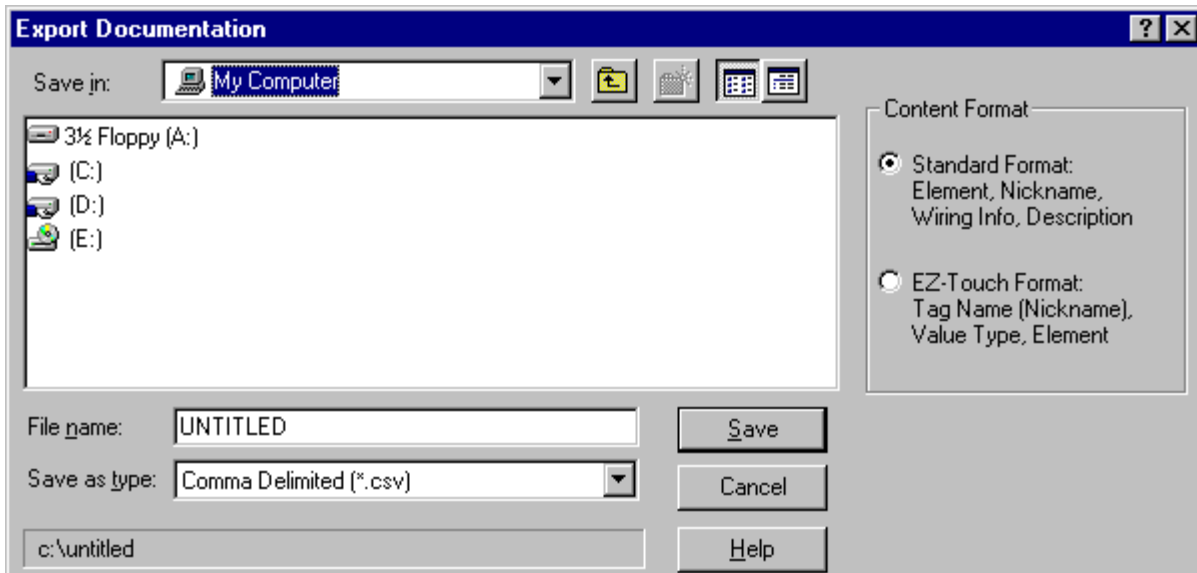 Export Documentation
Save in:
My Computer
3½ Floppy (A:)
(C:)
(D:)
(E:)
Content Format
Standard Format:
Element, Nickname,
Wiring Info, Description
EZ-Touch Format:
Tag Name (Nickname),
Value Type, Element
File name:
UNTITLED
Save
Save as type:
Comma Delimited (*.csv)
Cancel
c:\untitled
Help